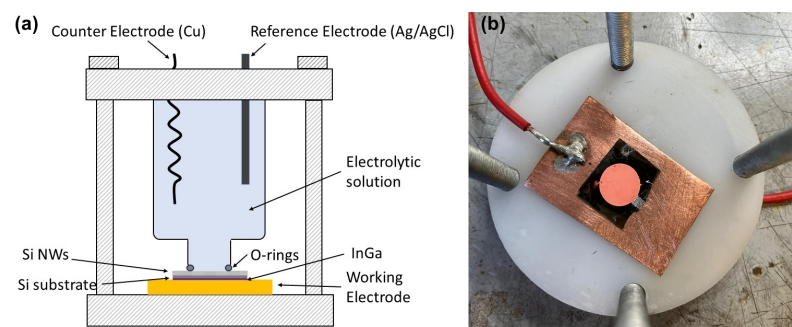 (a)
Counter Electrode (Cu)
Reference Electrode (Ag/AgCl)
Electrolytic
solution
Si NWs
O-rings
InGa
Si substrate
Working
Electrode
(b)